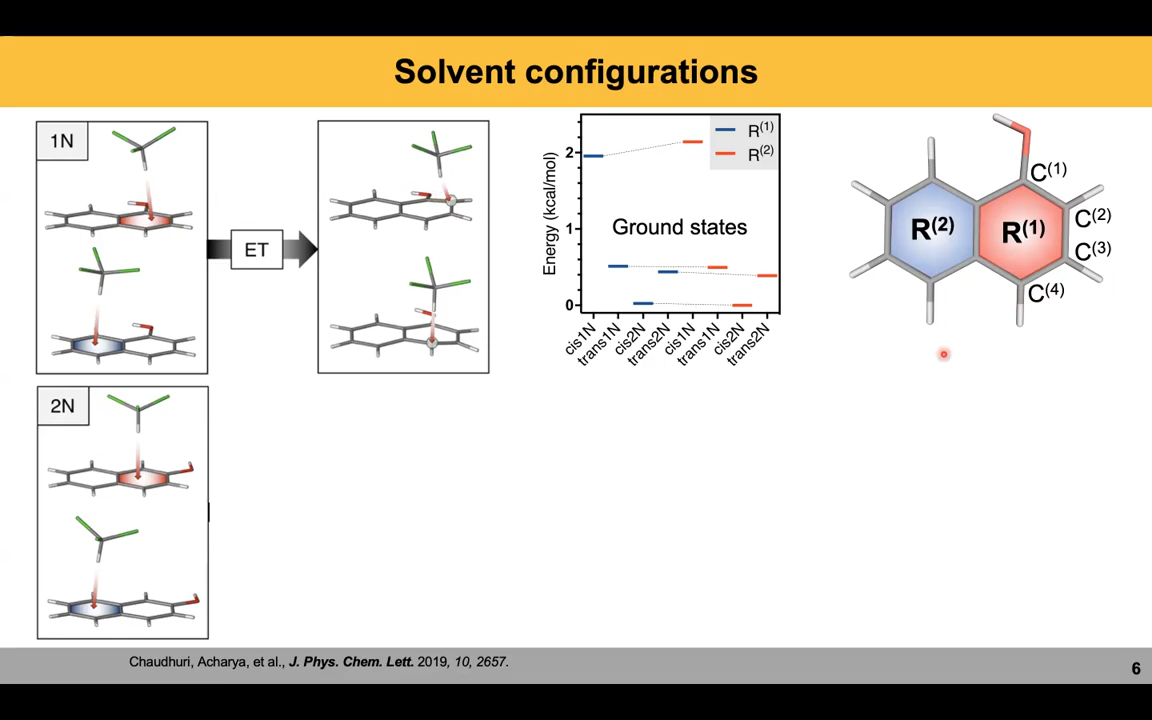 Solvent configurations
1N
ET
2N
Energy (kcal/mol)
2
1
0
R(1)
R(2)
Ground states
cis1N
trans1N
cis2N
trans2N
cis1N
trans1N
cis2N
trans2N
C(1)
C(2)
R(2)
R(1)
C(3)
C(4)
Chaudhuri, Acharya, et al., J. Phys. Chem. Lett. 2019, 10, 2657.
6